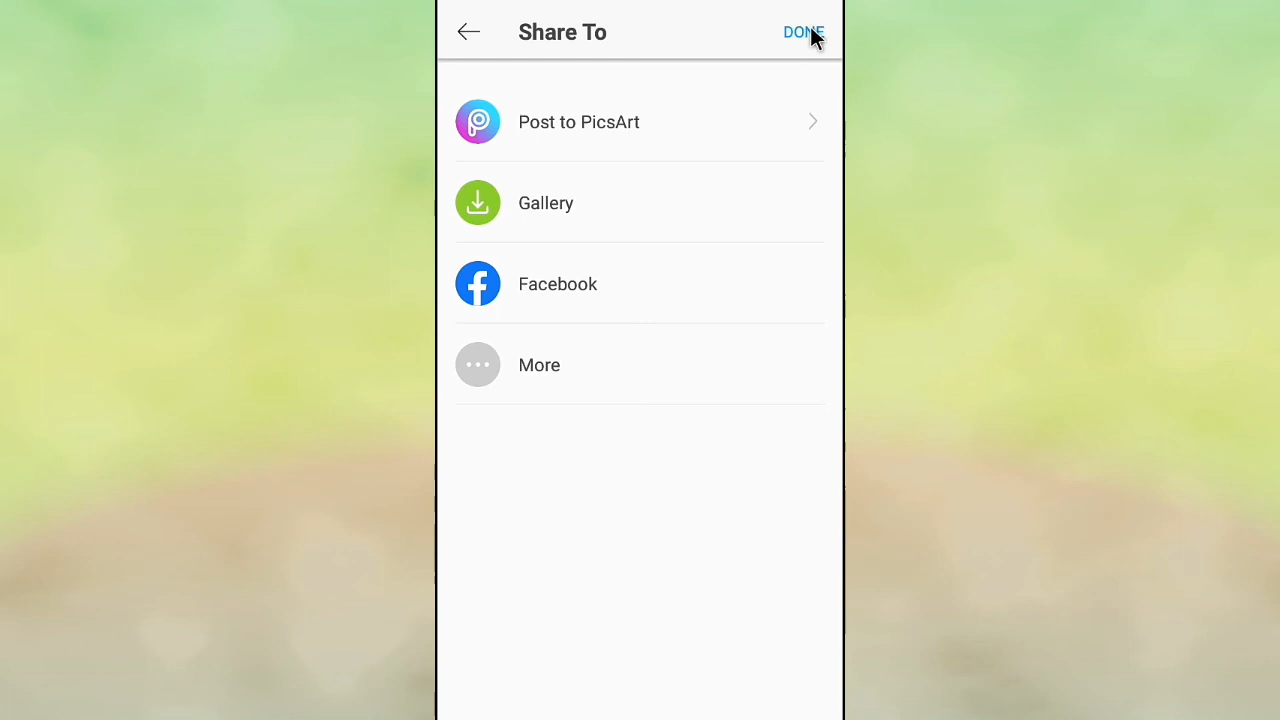 Share To
DONE
Post to PicsArt
Gallery
Facebook
More